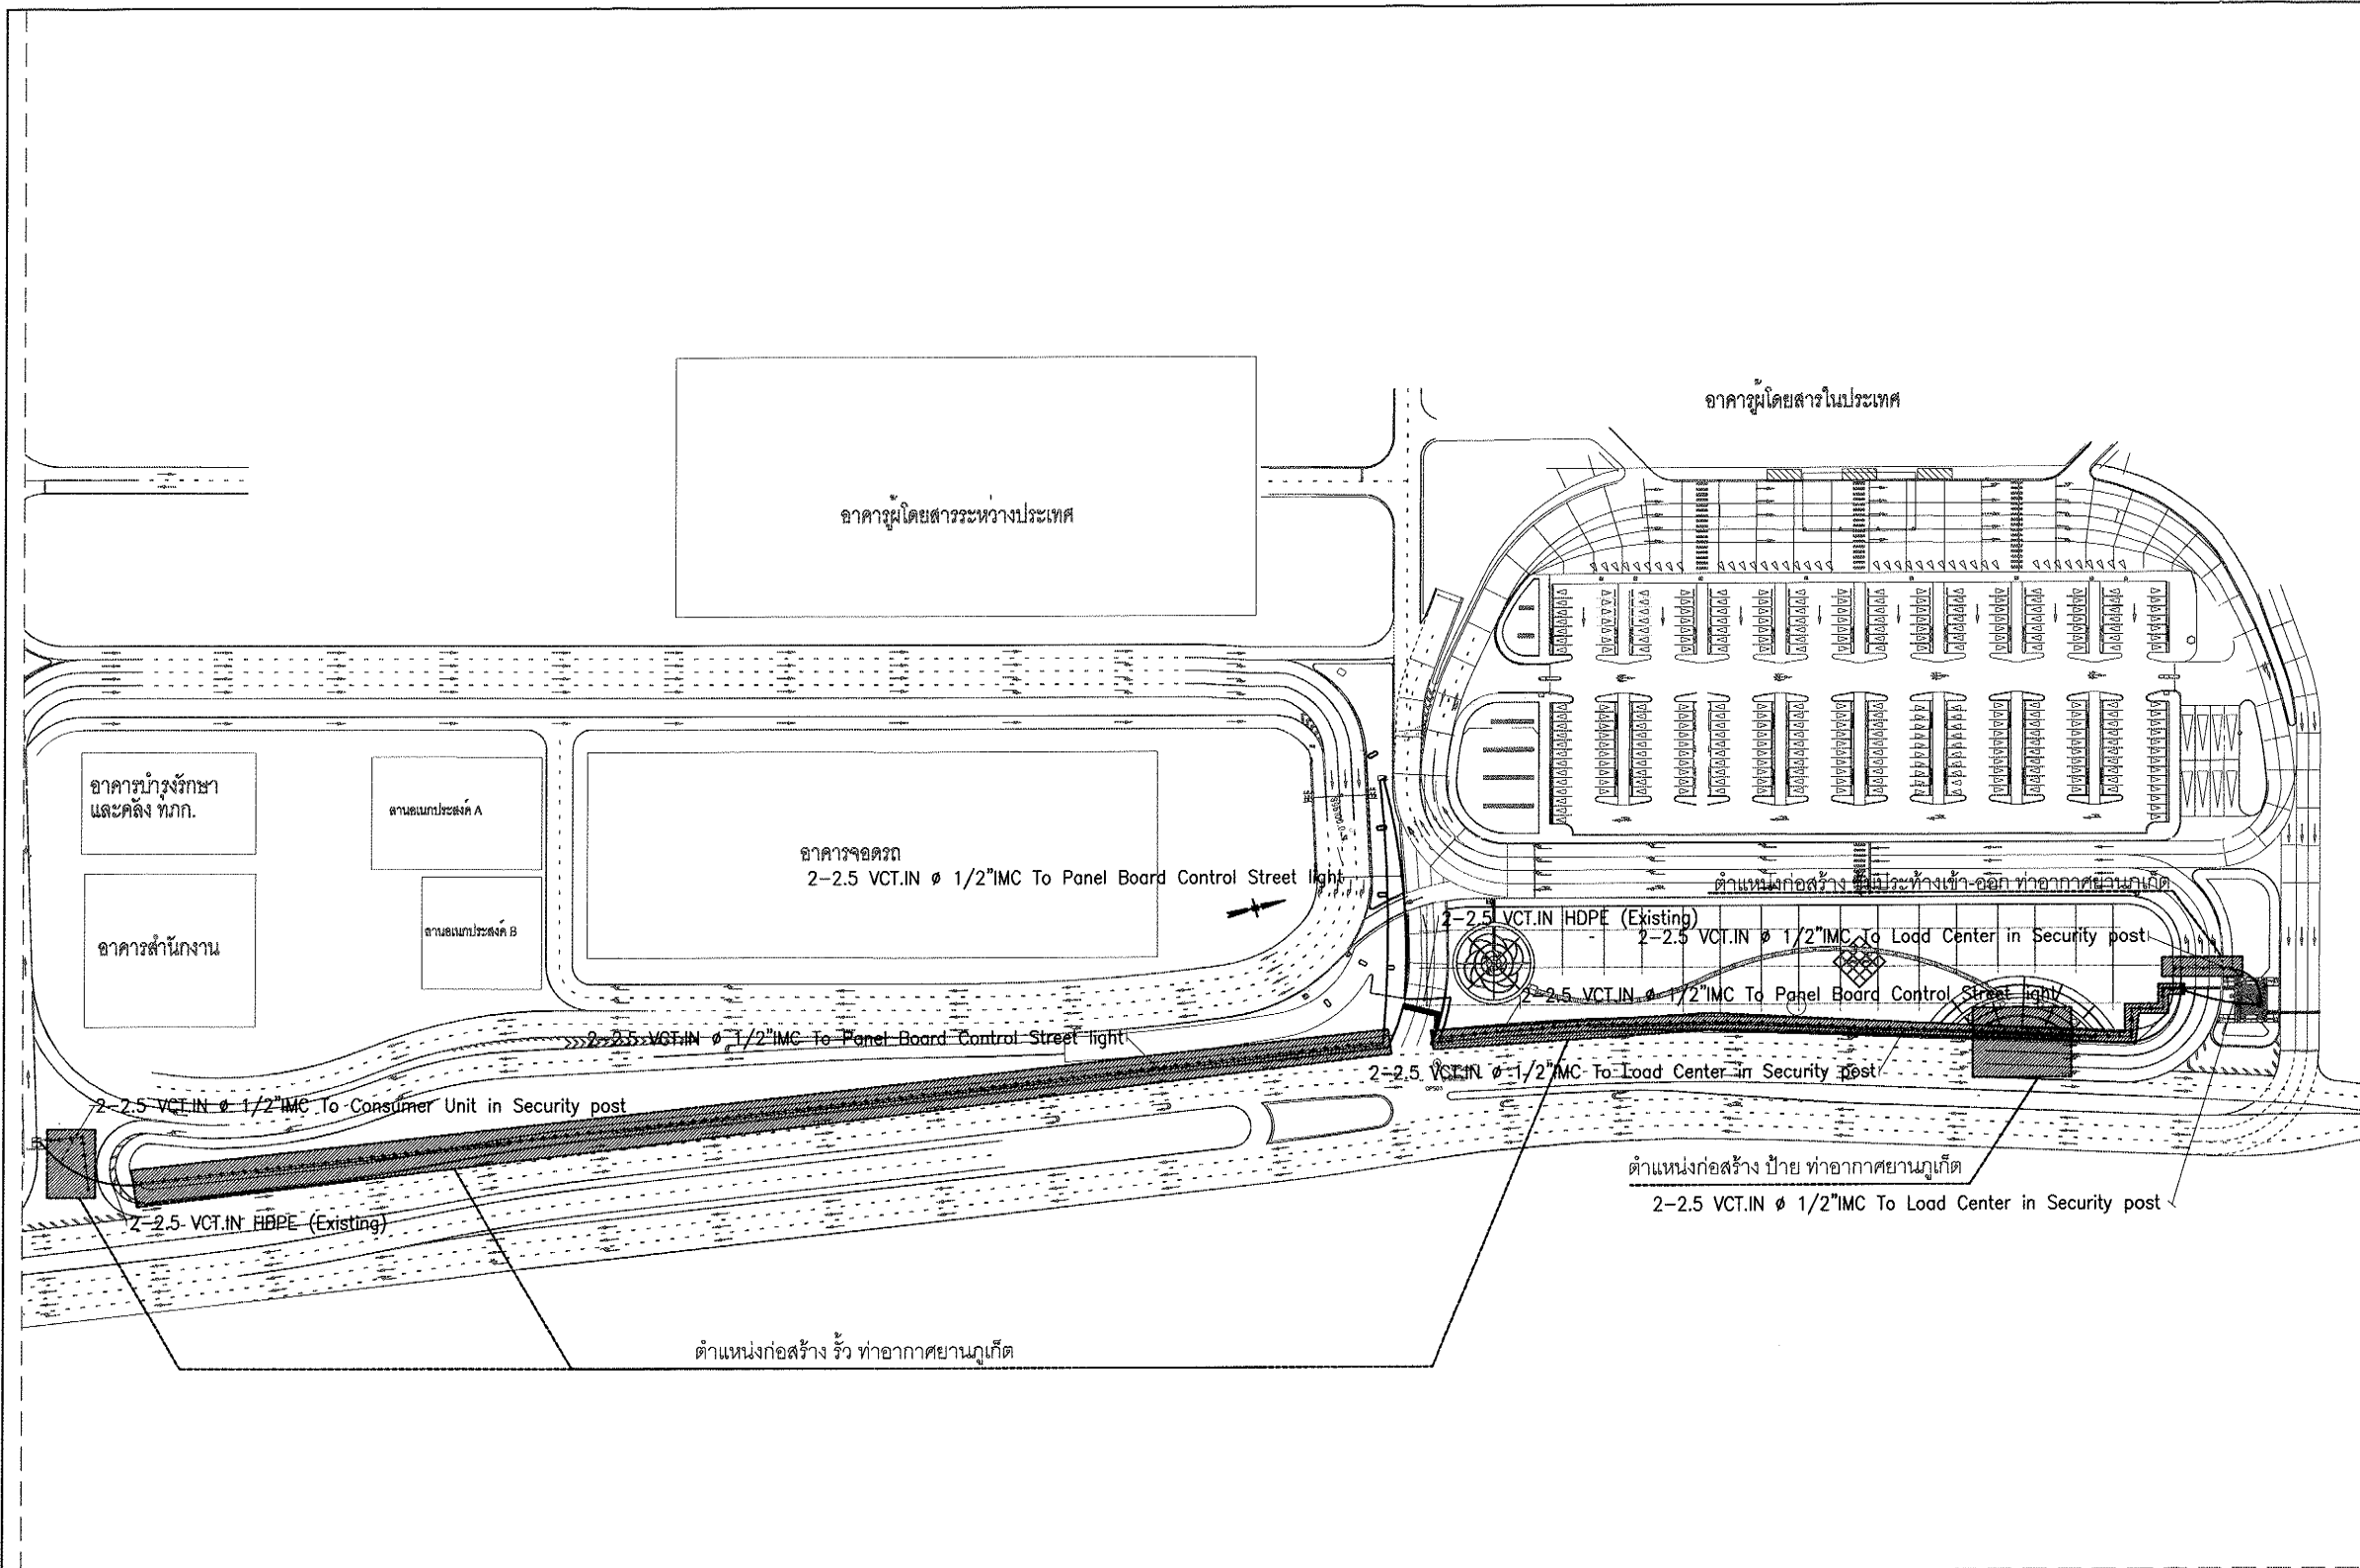 อาคารผู้โดยสารในประเทศ
อาคารผู้โดยสารระหว่างประเทศ
อาคารบำรุงรักษา
และคลัง ทภก.
ลานอเนกประสงค์ A
อาคารจอดรถ
2-2.5 VCT.IN ø 1/2"IMC To Panel Board Control Street light
ตำแหน่งก่อสร้าง ซุ้มประตูทางเข้า-ออก ท่าอากาศยานภูเก็ต
2-2.5 VCT.IN HDPE (Existing)
2-2.5 VCT.IN ø 1/2"IMC To Load Center in Security post
ลานอเนกประสงค์ B
อาคารสำนักงาน
2-2.5 VCT.IN ø 1/2"IMC To Panel Board Control Street light
2-2.5 VCT.IN ø 1/2"IMC To Panel Board Control Street light
2-2.5 VCT.IN ø 1/2"IMC To Load Center in Security post
2-2.5 VCT.IN ø 1/2"IMC To Consumer Unit in Security post
ตำแหน่งก่อสร้าง ป้าย ท่าอากาศยานภูเก็ต
2-2.5 VCT.IN ø 1/2"IMC To Load Center in Security post
2-2.5 VCT.IN HDPE (Existing)
ตำแหน่งก่อสร้าง รั้ว ท่าอากาศยานภูเก็ต